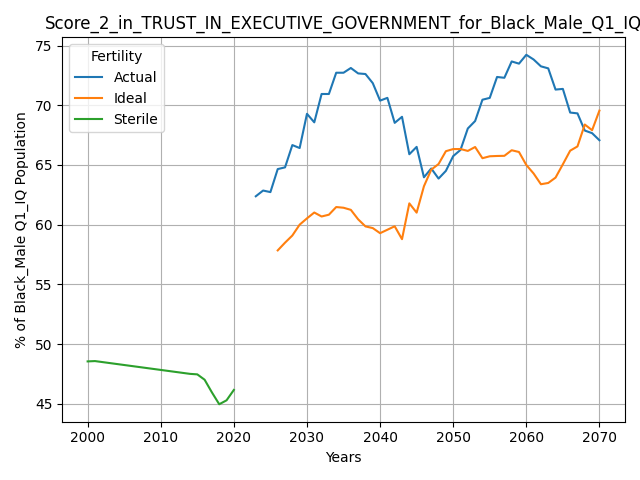 Score_2_in_TRUST_IN_EXECUTIVE_GOVERNMENT_for_Black_Male_Q1_IQ
Fertility
Actual
Ideal
Sterile
% of Black_Male Q1_IQ Population
75
70
65
60
55
50
45
2000 2010 2020 2030 2040 2050 2060 2070
Years